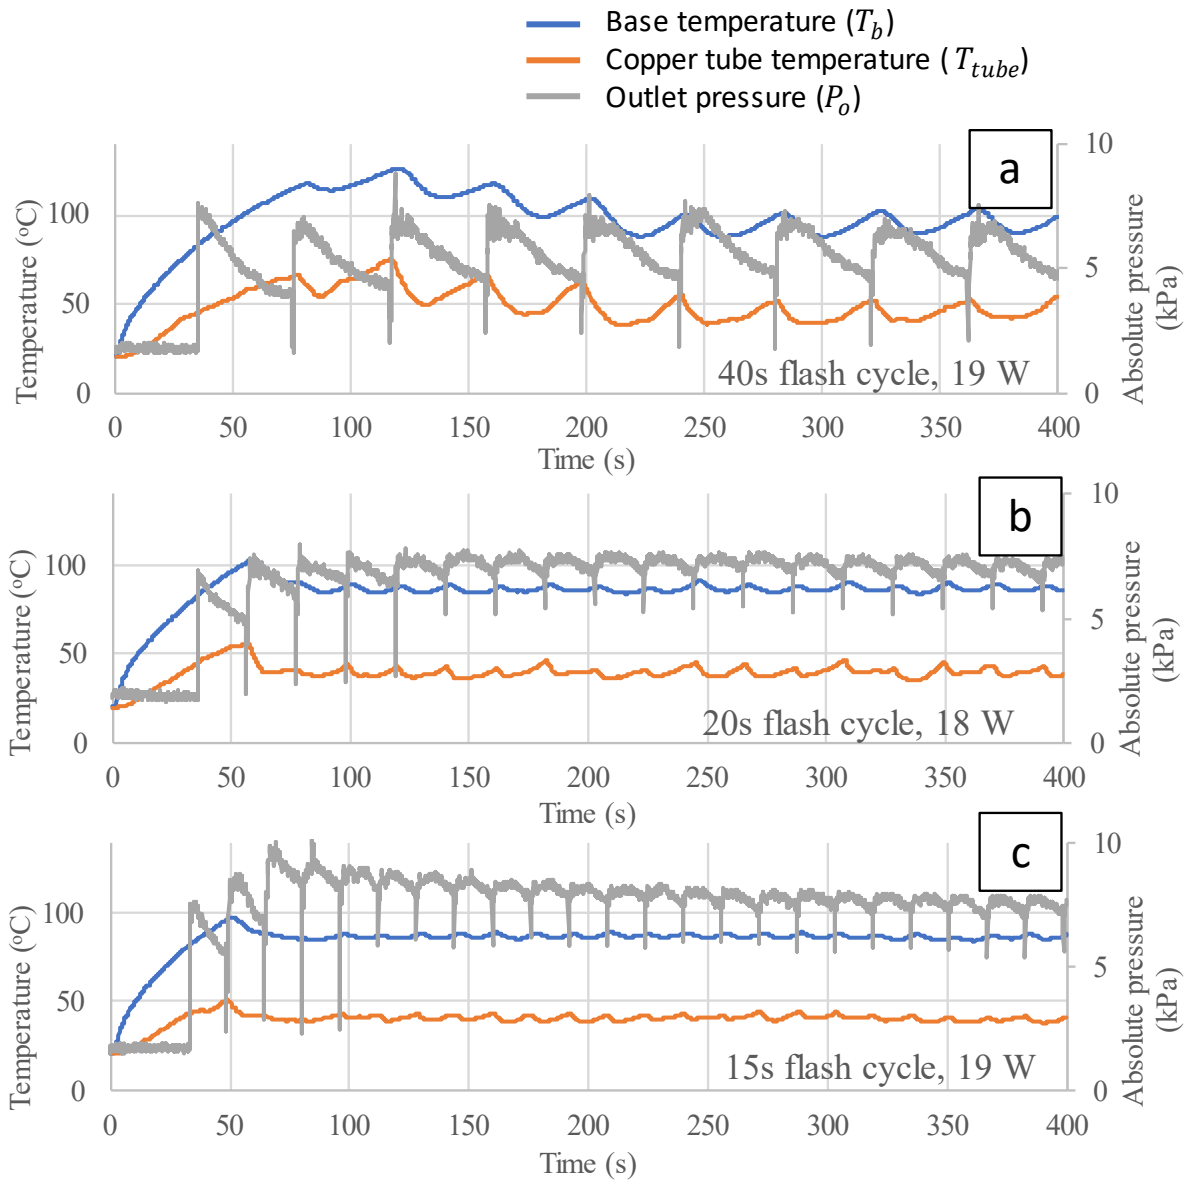 Base temperature (T_b)
Copper tube temperature ( T_tube)
Outlet pressure (P_o)
a
10
5
0
Absolute pressure
(kPa)
Temperature (°C)
100
50
0
40s flash cycle, 19 W
0 50 100 150 200 250 300 350 400
Time (s)
b
10
5
0
Absolute pressure
(kPa)
Temperature (°C)
100
50
0
20s flash cycle, 18 W
0 50 100 150 200 250 300 350 400
Time (s)
c
10
5
0
Absolute pressure
(kPa)
Temperature (°C)
100
50
0
15s flash cycle, 19 W
0 50 100 150 200 250 300 350 400
Time (s)